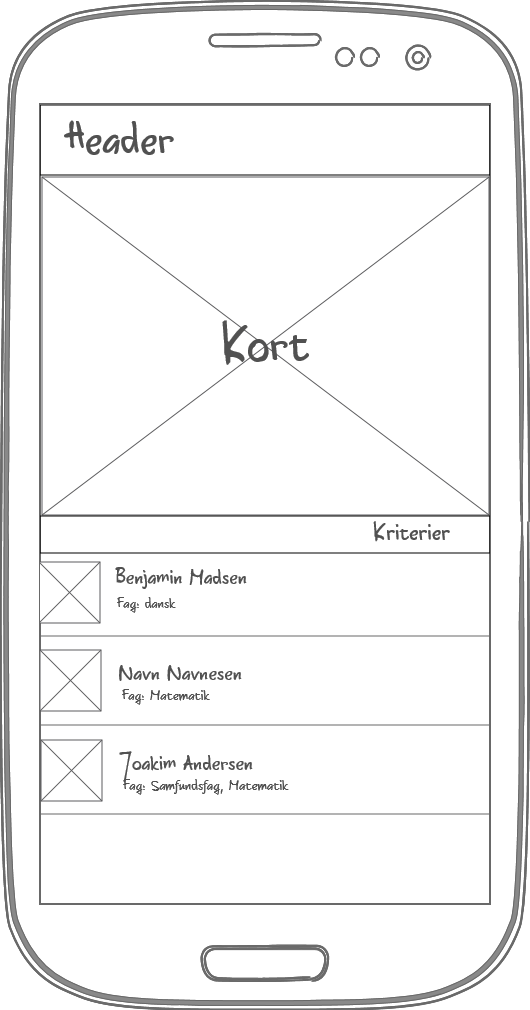 Header
Kort
Kriterier
Benjamin Madsen
Fag: dansk
Navn Navnesen
Fag: Matematik
Joakim Andersen
Fag: Samfundsfag, Matematik